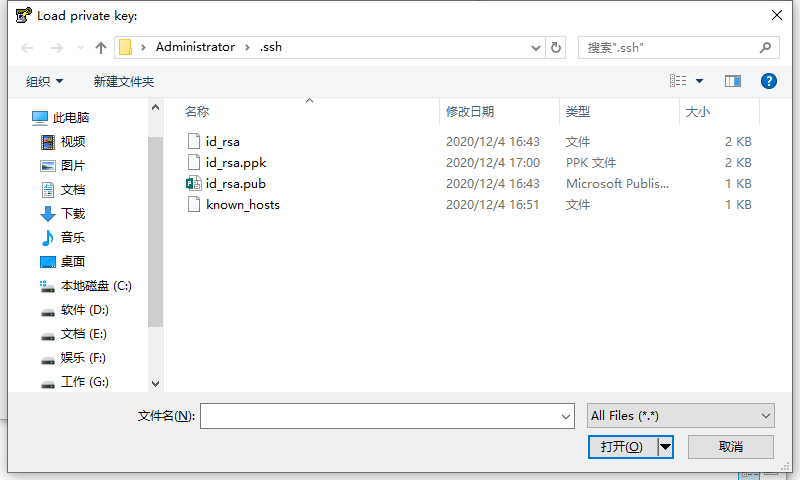 Load private key:
Administrator .ssh
搜索".ssh"
组织 新建文件夹
名称 修改日期 类型 大小
此电脑
视频
图片
文档
下载
音乐
桌面
本地磁盘 (C:)
软件 (D:)
文档 (E:)
娱乐 (F:)
工作 (G:)
id_rsa 2020/12/4 16:43 文件 2 KB
id_rsa.ppk 2020/12/4 17:00 PPK 文件 2 KB
id_rsa.pub 2020/12/4 16:43 Microsoft Publis... 1 KB
known_hosts 2020/12/4 16:51 文件 1 KB
文件名(N):
All Files (*.*)
打开(O) 取消